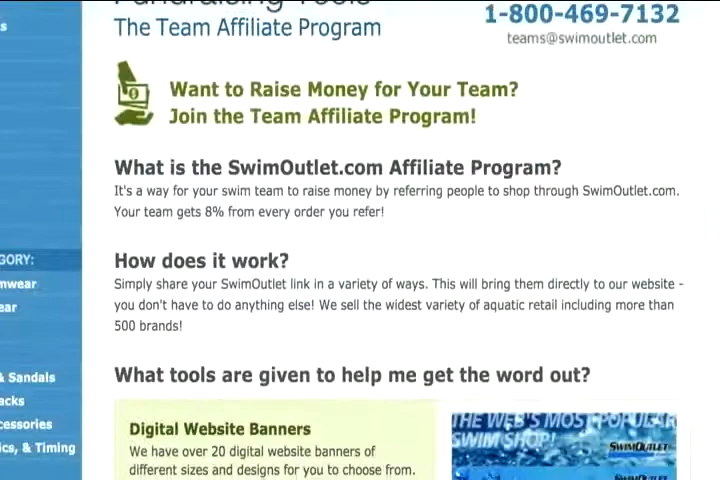 Fundraising Tools
1-800-469-7132
The Team Affiliate Program
teams@swimoutlet.com
Want to Raise Money for Your Team?
Join the Team Affiliate Program!
What is the SwimOutlet.com Affiliate Program?
It's a way for your swim team to raise money by referring people to shop through SwimOutlet.com.
Your team gets 8% from every order you refer!
GORY:
How does it work?
mwear
Simply share your SwimOutlet link in a variety of ways. This will bring them directly to our website -
ear
you don't have to do anything else! We sell the widest variety of aquatic retail including more than
500 brands!
& Sandals
What tools are given to help me get the word out?
acks
cessories
ics, & Timing
Digital Website Banners
We have over 20 digital website banners of
different sizes and designs for you to choose from.
THE WEB'S MOST POPULAR
SWIM SHOP!
SWIMOUTLET